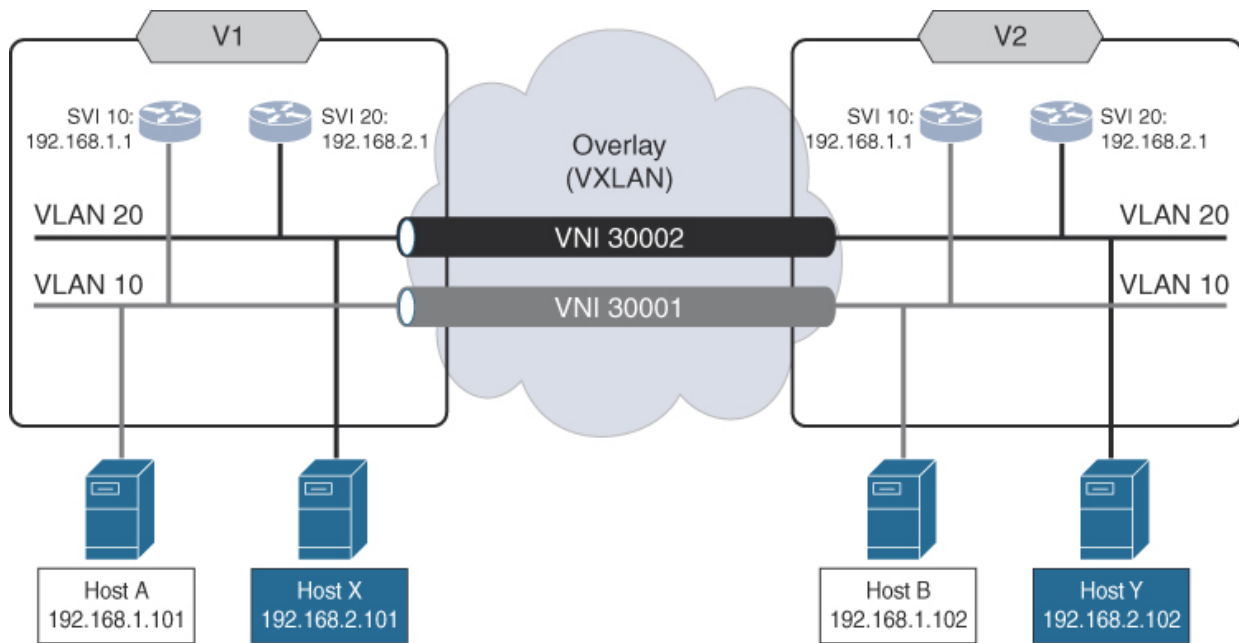 V1
V2
SVI 10:
192.168.1.1
SVI 20:
192.168.2.1
Overlay
(VXLAN)
SVI 10:
192.168.1.1
SVI 20:
192.168.2.1
VLAN 20
VNI 30002
VLAN 20
VLAN 10
VNI 30001
VLAN 10
Host A
192.168.1.101
Host X
192.168.2.101
Host B
192.168.1.102
Host Y
192.168.2.102